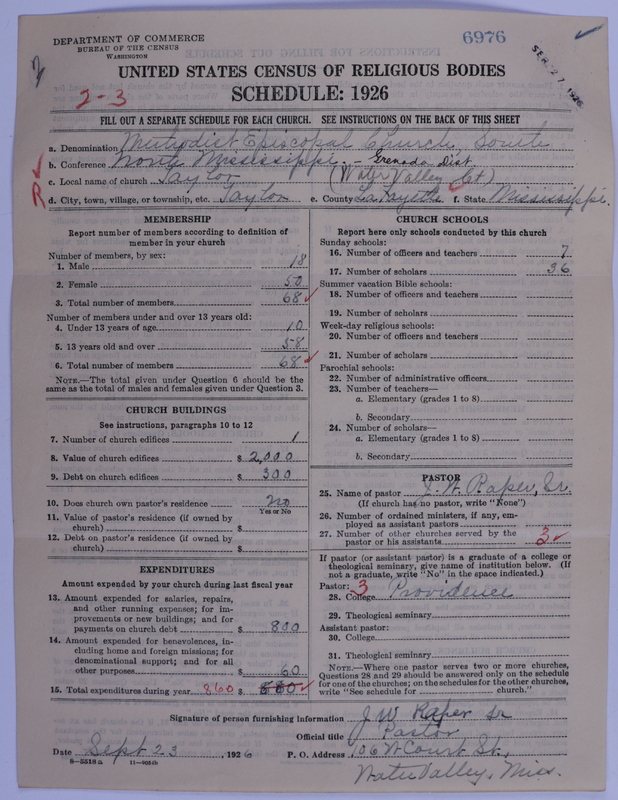 DEPARTMENT OF COMMERCE
BUREAU OF THE CENSUS
WASHINGTON
6976
SEP 27 1926
UNITED STATES CENSUS OF RELIGIOUS BODIES
2-3
SCHEDULE: 1926
FILL OUT A SEPARATE SCHEDULE FOR EACH CHURCH. SEE INSTRUCTIONS ON THE BACK OF THIS SHEET
a. Denomination Methodist Episcopal Church, South
b. Conference North Mississippi - Grenada Dist.
c. Local name of church Taylor (Water Valley Ct)
R
d. City, town, village, or township, etc. Taylor e. County LaFayette f. State Mississippi.
MEMBERSHIP
Report number of members according to definition of
member in your church
Number of members, by sex:
1. Male 18
2. Female 50
3. Total number of members 68
Number of members under and over 13 years old:
4. Under 13 years of age 10
5. 13 years old and over 58
6. Total number of members 68
NOTE.—The total given under Question 6 should be the
same as the total of males and females given under Question 3.
CHURCH BUILDINGS
See instructions, paragraphs 10 to 12
7. Number of church edifices 1
8. Value of church edifices $ 2,000
9. Debt on church edifices $ 300
10. Does church own pastor's residence no
Yes or No
11. Value of pastor's residence (if owned by
church) $
12. Debt on pastor's residence (if owned by
church) $
EXPENDITURES
Amount expended by your church during last fiscal year
13. Amount expended for salaries, repairs,
and other running expenses; for im-
provements or new buildings; and for
payments on church debt $ 800
14. Amount expended for benevolences, in-
cluding home and foreign missions; for
denominational support; and for all
other purposes $ 60
15. Total expenditures during year 860 $
CHURCH SCHOOLS
Report here only schools conducted by this church
Sunday schools:
16. Number of officers and teachers 7
17. Number of scholars 36
Summer vacation Bible schools:
18. Number of officers and teachers
19. Number of scholars
Week-day religious schools:
20. Number of officers and teachers
21. Number of scholars
Parochial schools:
22. Number of administrative officers
23. Number of teachers—
a. Elementary (grades 1 to 8)
b. Secondary
24. Number of scholars—
a. Elementary (grades 1 to 8)
b. Secondary
PASTOR
25. Name of pastor J. W. Raper, Sr.
(If church has no pastor, write "None")
26. Number of ordained ministers, if any, em-
ployed as assistant pastors
27. Number of other churches served by the
pastor or his assistants 3
If pastor (or assistant pastor) is a graduate of a college or
theological seminary, give name of institution below. (If
not a graduate, write "No" in the space indicated.)
Pastor: 3
28. College Providence
29. Theological seminary
Assistant pastor:
30. College
31. Theological seminary
NOTE.—Where one pastor serves two or more churches,
Questions 28 and 29 should be answered only on the schedule
for one of the churches; on the schedules for the other churches,
write "See schedule for church."
Signature of person furnishing information J W Raper Sr
Official title Pastor
Date Sept 23, 1926 P. O. Address 106 W Court St.,
8-5518a
Water Valley, Miss.